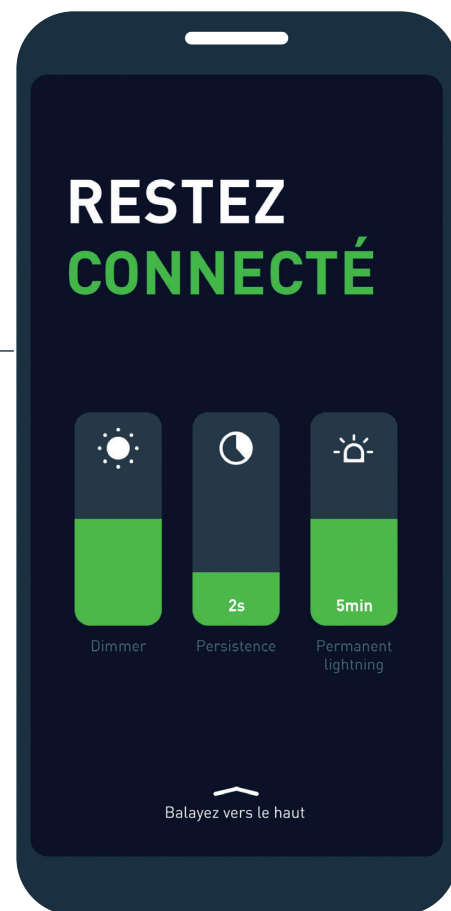 RESTEZ
CONNECTÉ
2s
5min
Dimmer
Persistence
Permanent
lightning
Balayez vers le haut